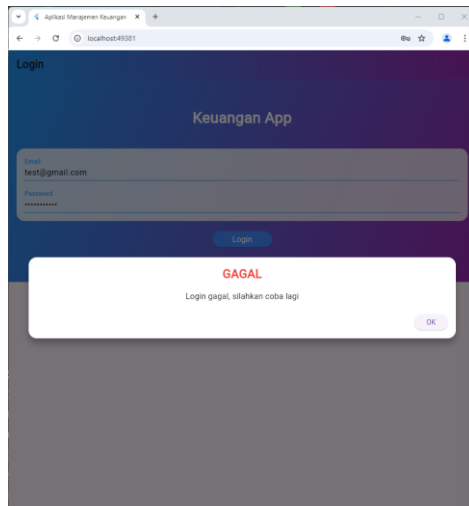 Aplikasi Manajemen Keuangan
localhost:49381
Login
Keuangan App
Email
test@gmail.com
Password
Login
GAGAL
Login gagal, silahkan coba lagi
OK